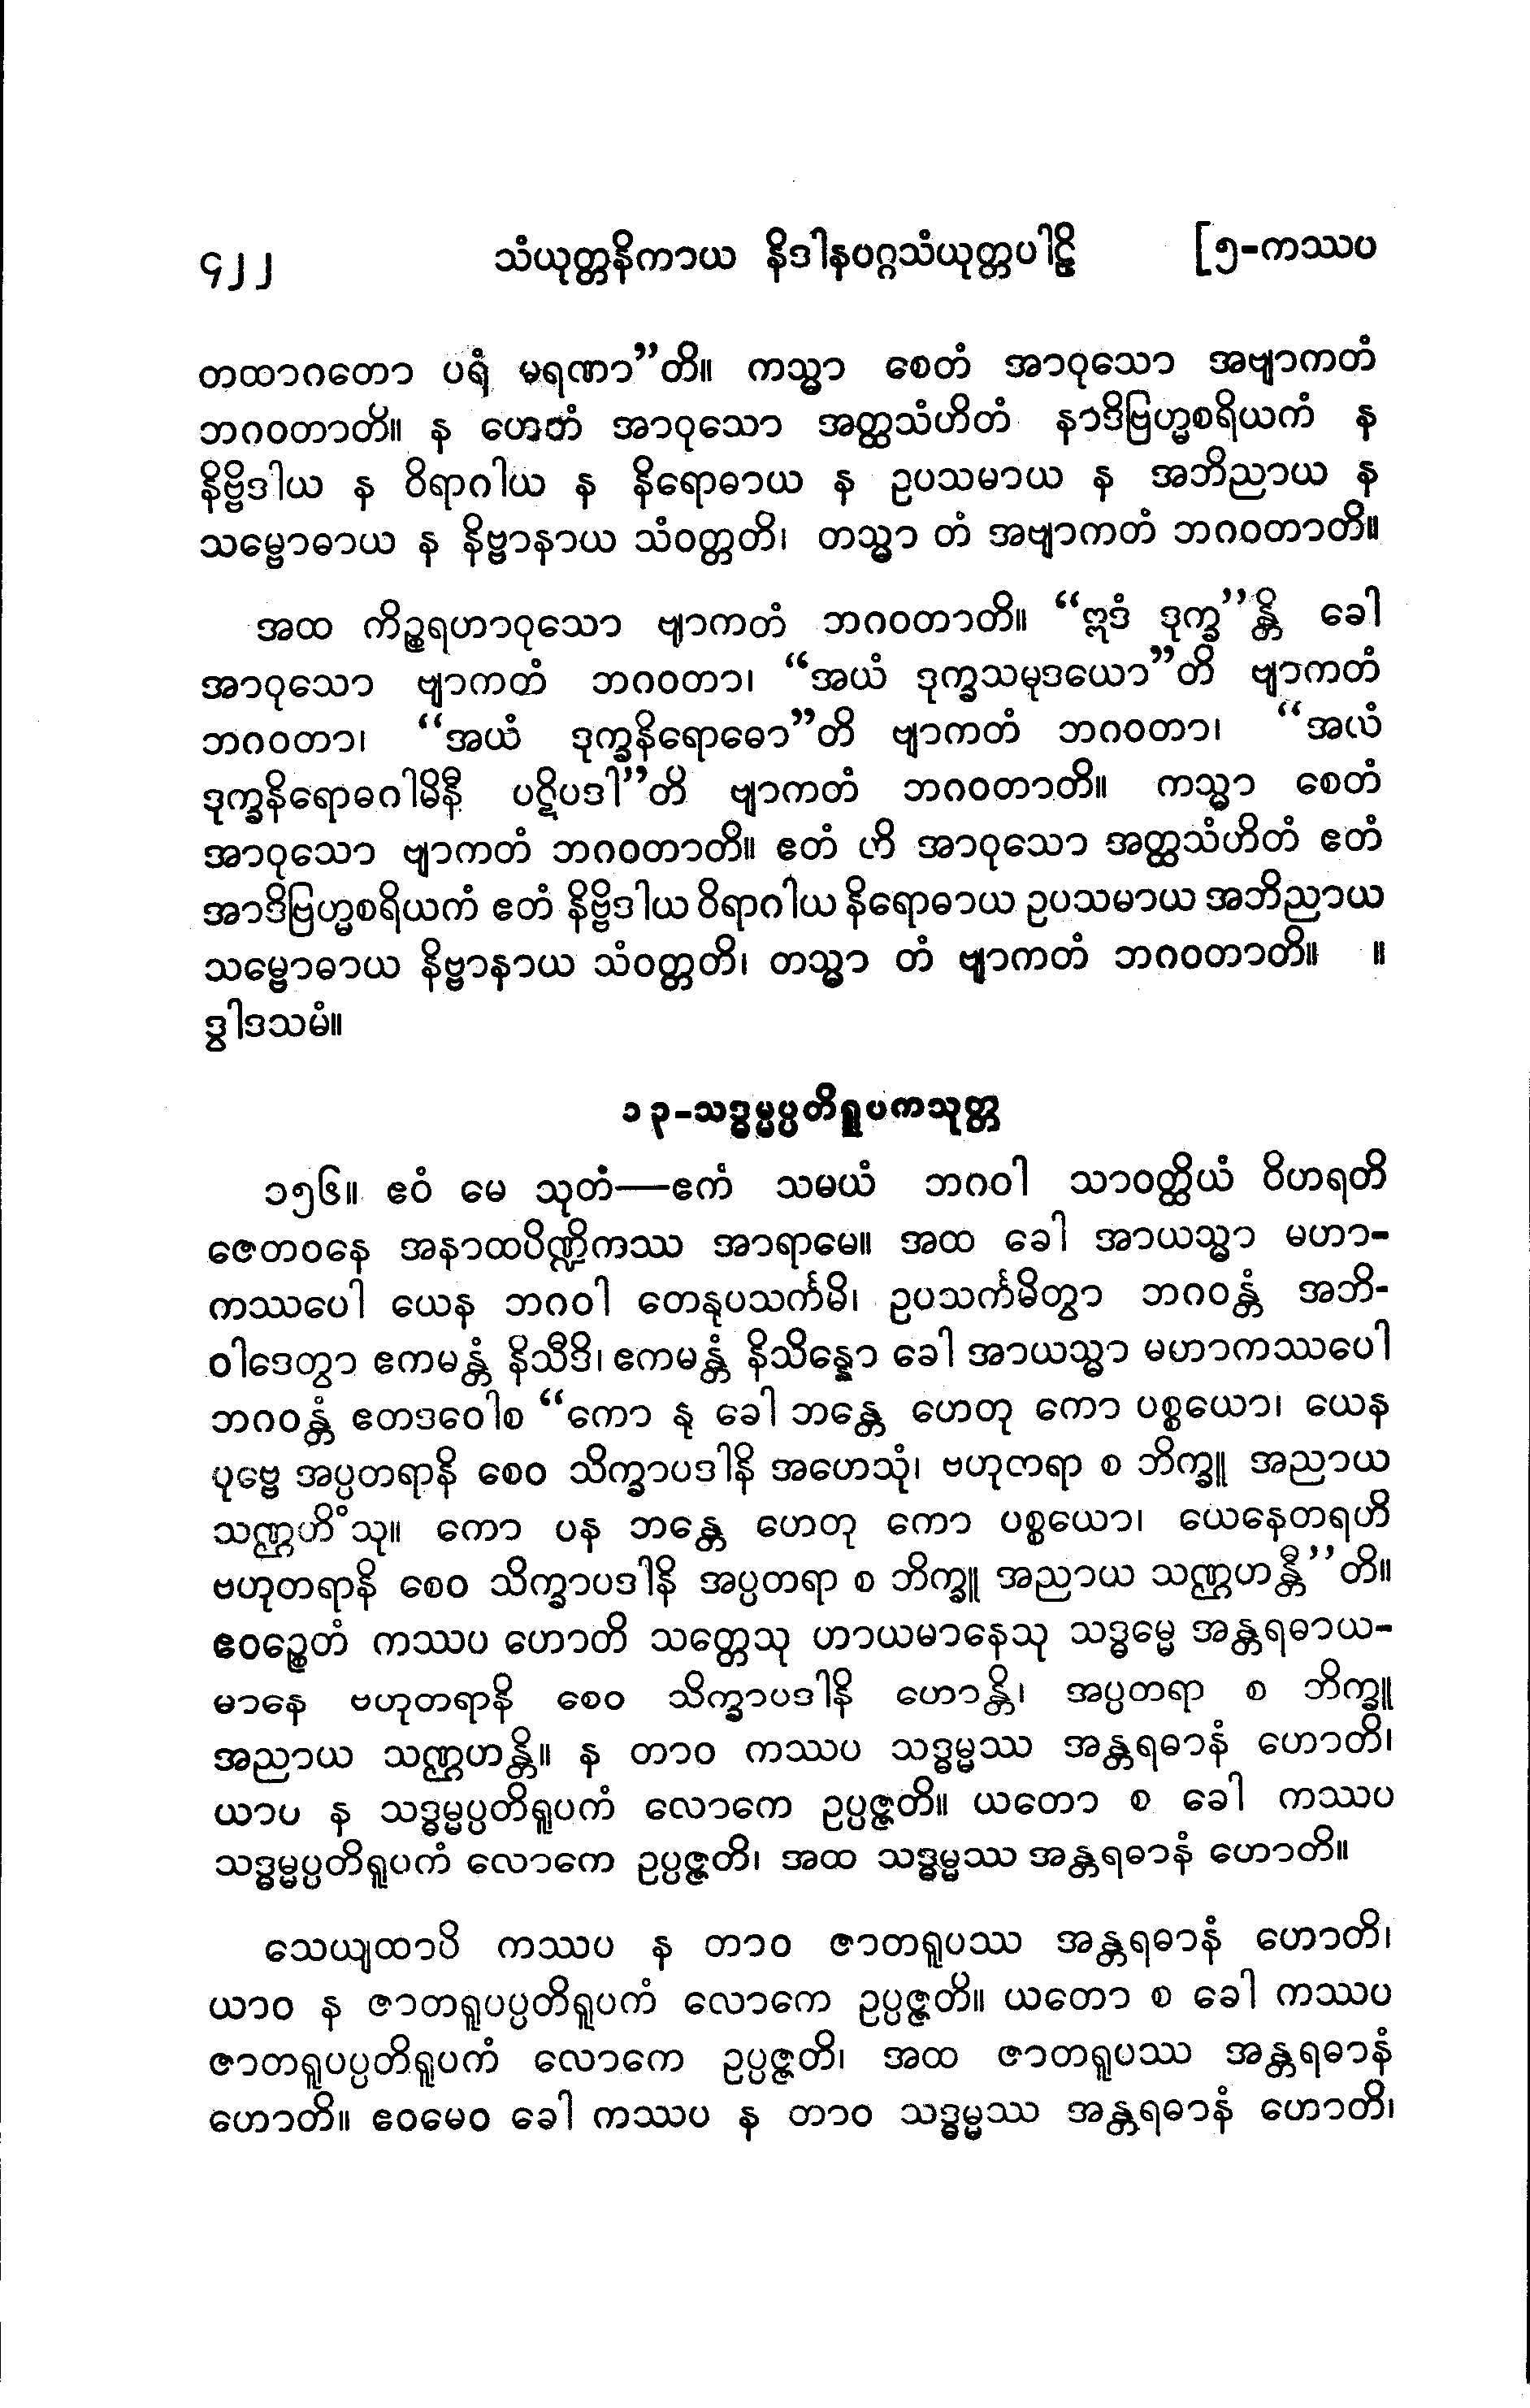 ၄၂၂ သံယုတ္တနိကာယ နိဒါနဝဂ္ဂသံယုတ္တပါဠိ [၅-ကဿပ
တထာဂတော ပရံ မရဏာ”တိ။ ကသ္မာ စေတံ အာဝုသော အဗျာကတံ
ဘဂဝတာတိ။ န ဟေတံ အာဝုသော အတ္ထသံဟိတံ နာဒိဗြဟ္မစရိယကံ န
နိဗ္ဗိဒါယ န ဝိရာဂါယ န နိရောဓာယ န ဥပသမာယ န အဘိညာယ န
သမ္ဗောဓာယ န နိဗ္ဗာနာယ သံဝတ္တတိ၊ တသ္မာ တံ အဗျာကတံ ဘဂဝတာတိ။
အထ ကိဉ္စရဟာဝုသော ဗျာကတံ ဘဂဝတာတိ။ “ဣဒံ ဒုက္ခ”န္တိ ခေါ
အာဝုသော ဗျာကတံ ဘဂဝတာ၊ “အယံ ဒုက္ခသမုဒယော”တိ ဗျာကတံ
ဘဂဝတာ၊ “အယံ ဒုက္ခနိရောဓော”တိ ဗျာကတံ ဘဂဝတာ၊ “အယံ
ဒုက္ခနိရောဓဂါမိနီ ပဋိပဒါ”တိ ဗျာကတံ ဘဂဝတာတိ။ ကသ္မာ စေတံ
အာဝုသော ဗျာကတံ ဘဂဝတာတိ။ ဧတံ ဟိ အာဝုသော အတ္ထသံဟိတံ ဧတံ
အာဒိဗြဟ္မစရိယကံ ဧတံ နိဗ္ဗိဒါယ ဝိရာဂါယ နိရောဓာယ ဥပသမာယ အဘိညာယ
သမ္ဗောဓာယ နိဗ္ဗာနာယ သံဝတ္တတိ၊ တသ္မာ တံ ဗျာကတံ ဘဂဝတာတိ။ ။
ဒွါဒသမံ။
၁၃-သဒ္ဓမ္မပ္ပတိရူပကသုတ္တ
၁၅၆။ ဧဝံ မေ သုတံ—ဧကံ သမယံ ဘဂဝါ သာဝတ္ထိယံ ဝိဟရတိ
ဇေတဝနေ အနာထပိဏ္ဍိကဿ အာရာမေ။ အထ ခေါ အာယသ္မာ မဟာ-
ကဿပေါ ယေန ဘဂဝါ တေနုပသင်္ကမိ၊ ဥပသင်္ကမိတွာ ဘဂဝန္တံ အဘိ-
ဝါဒေတွာ ဧကမန္တံ နိသီဒိ၊ ဧကမန္တံ နိသိန္နော ခေါ အာယသ္မာ မဟာကဿပေါ
ဘဂဝန္တံ ဧတဒဝေါစ “ကော နု ခေါ ဘန္တေ ဟေတု ကော ပစ္စယော၊ ယေန
ပုဗ္ဗေ အပ္ပတရာနိ စေဝ သိက္ခာပဒါနိ အဟေသုံ၊ ဗဟုတရာ စ ဘိက္ခူ အညာယ
သဏ္ဌဟိံသု။ ကော ပန ဘန္တေ ဟေတု ကော ပစ္စယော၊ ယေနေတရဟိ
ဗဟုတရာနိ စေဝ သိက္ခာပဒါနိ အပ္ပတရာ စ ဘိက္ခူ အညာယ သဏ္ဌဟန္တီ”တိ။
ဧဝဉ္စေတံ ကဿပ ဟောတိ သတ္တေသု ဟာယမာနေသု သဒ္ဓမ္မေ အန္တရဓာယ-
မာနေ ဗဟုတရာနိ စေဝ သိက္ခာပဒါနိ ဟောန္တိ၊ အပ္ပတရာ စ ဘိက္ခူ
အညာယ သဏ္ဌဟန္တိ။ န တာဝ ကဿပ သဒ္ဓမ္မဿ အန္တရဓာနံ ဟောတိ၊
ယာဝ န သဒ္ဓမ္မပ္ပတိရူပကံ လောကေ ဥပ္ပဇ္ဇတိ။ ယတော စ ခေါ ကဿပ
သဒ္ဓမ္မပ္ပတိရူပကံ လောကေ ဥပ္ပဇ္ဇတိ၊ အထ သဒ္ဓမ္မဿ အန္တရဓာနံ ဟောတိ။
သေယျထာပိ ကဿပ န တာဝ ဇာတရူပဿ အန္တရဓာနံ ဟောတိ၊
ယာဝ န ဇာတရူပပ္ပတိရူပကံ လောကေ ဥပ္ပဇ္ဇတိ။ ယတော စ ခေါ ကဿပ
ဇာတရူပပ္ပတိရူပကံ လောကေ ဥပ္ပဇ္ဇတိ၊ အထ ဇာတရူပဿ အန္တရဓာနံ
ဟောတိ။ ဧဝမေဝ ခေါ ကဿပ န တာဝ သဒ္ဓမ္မဿ အန္တရဓာနံ ဟောတိ၊